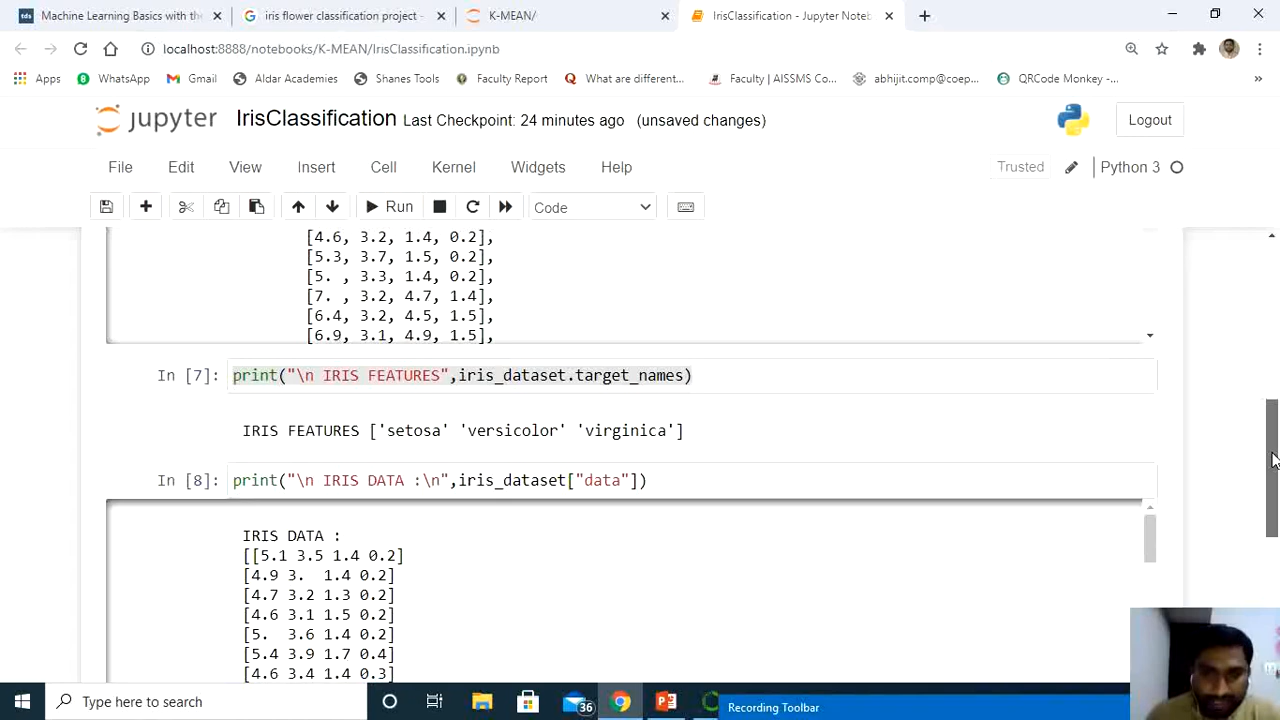 Machine Learning Basics with the
iris flower classification project -
K-MEAN/
IrisClassification - Jupyter Noteb
localhost:8888/notebooks/K-MEAN/IrisClassification.ipynb
Apps
WhatsApp
Gmail
Aldar Academies
Shanes Tools
Faculty Report
What are different...
Faculty | AISSMS Co...
abhijit.comp@coep...
QRCode Monkey -...
»
jupyter IrisClassification Last Checkpoint: 24 minutes ago (unsaved changes)
Logout
File Edit View Insert Cell Kernel Widgets Help
Trusted
Python 3
Run
Code
[4.6, 3.2, 1.4, 0.2],
[5.3, 3.7, 1.5, 0.2],
[5. , 3.3, 1.4, 0.2],
[7. , 3.2, 4.7, 1.4],
[6.4, 3.2, 4.5, 1.5],
[6.9, 3.1, 4.9, 1.5],
In [7]: print("\n IRIS FEATURES",iris_dataset.target_names)
IRIS FEATURES ['setosa' 'versicolor' 'virginica']
In [8]: print("\n IRIS DATA :\n",iris_dataset["data"])
IRIS DATA :
[[5.1 3.5 1.4 0.2]
[4.9 3.  1.4 0.2]
[4.7 3.2 1.3 0.2]
[4.6 3.1 1.5 0.2]
[5.  3.6 1.4 0.2]
[5.4 3.9 1.7 0.4]
[4.6 3.4 1.4 0.3]
Type here to search
36
Recording Toolbar